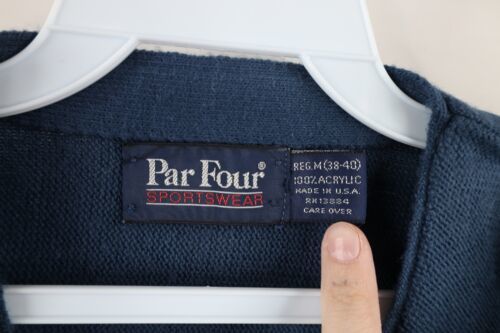 Par Four®
SPORTSWEAR
REG. M (38-40)
100% ACRYLIC
MADE IN U.S.A.
RN 13884
CARE OVER